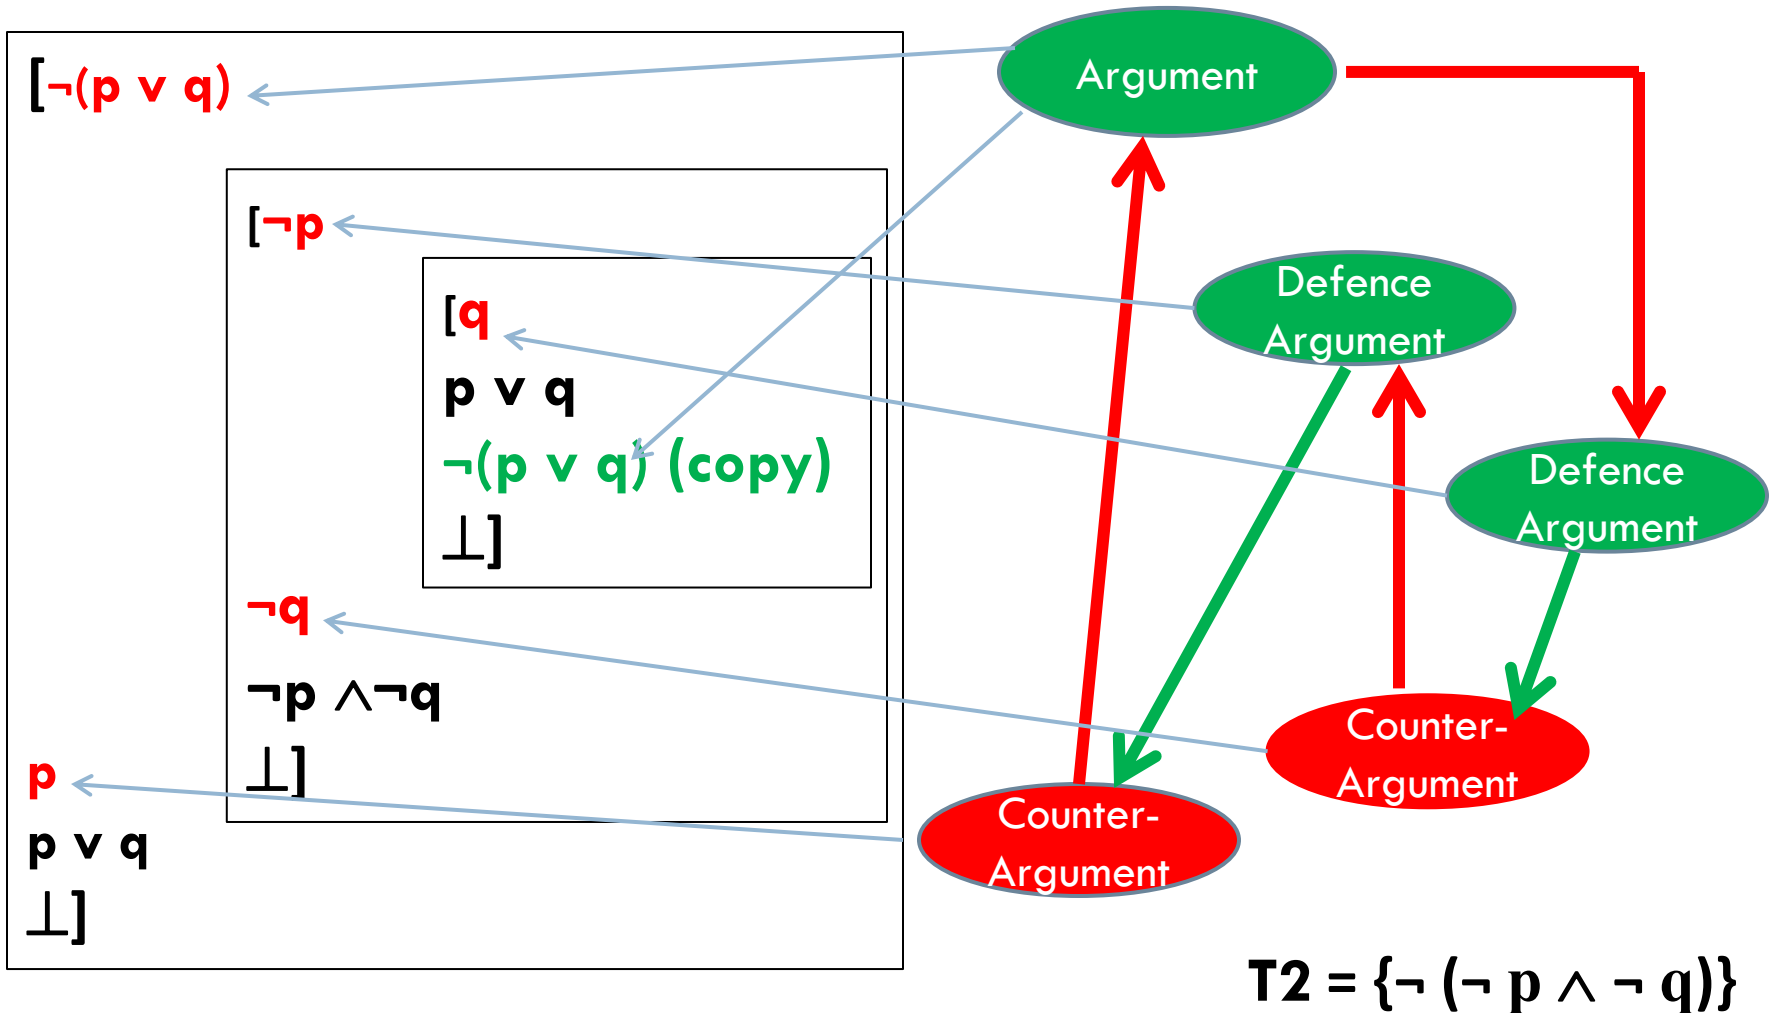 [¬(p v q)
[¬p
[q
p v q
¬(p v q) (copy)
⊥]
¬q
¬p ∧¬q
⊥]
p
p v q
⊥]
Argument
Defence
Argument
Defence
Argument
Counter-
Argument
Counter-
Argument
T2 = {¬ (¬ p ∧ ¬ q)}